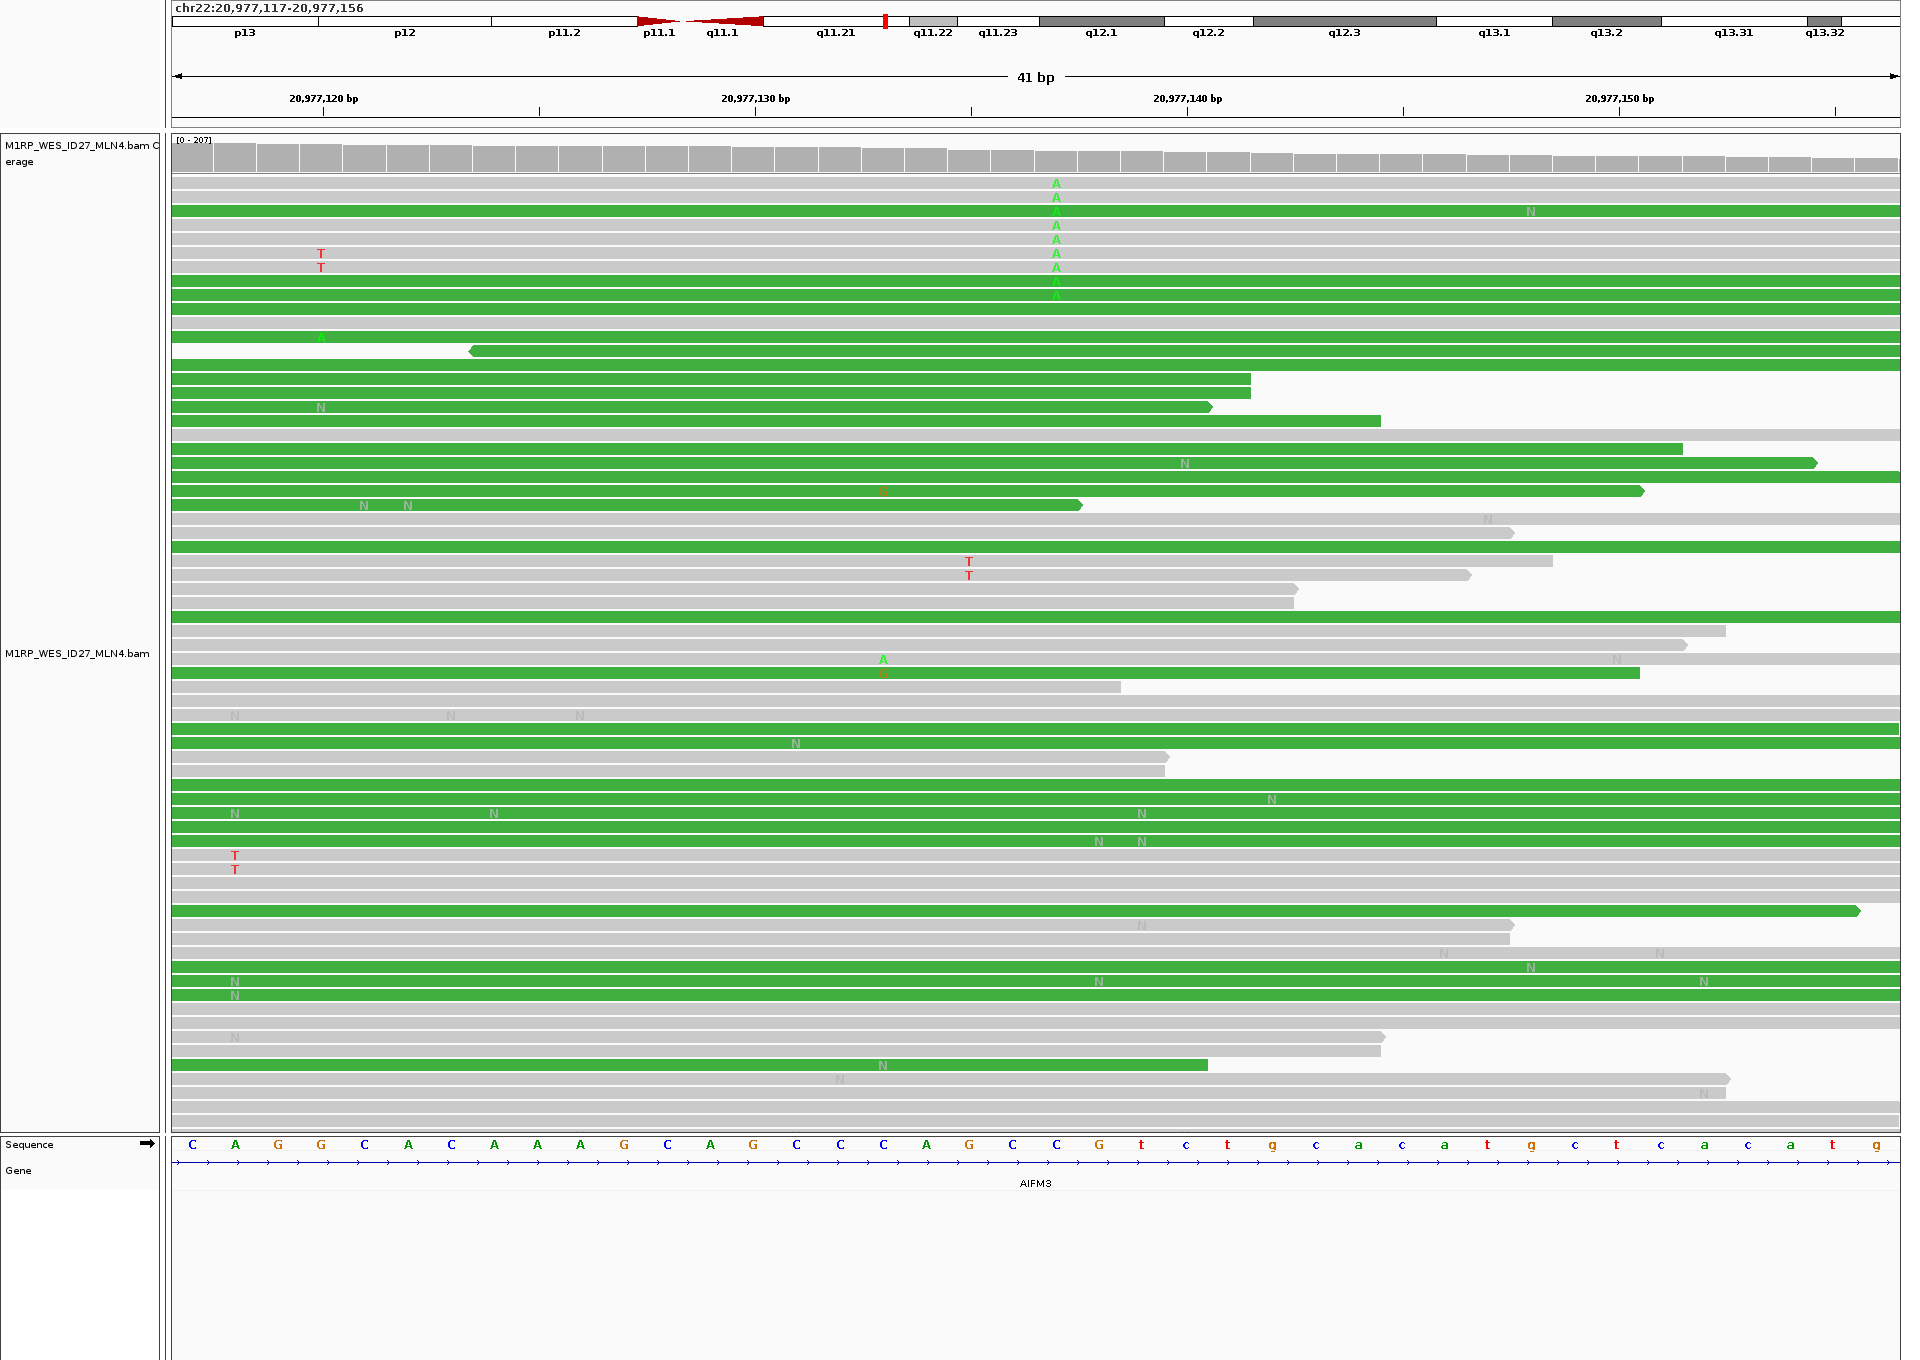 chr22:20,977,117-20,977,156
p13 p12 p11.2 p11.1 q11.1 q11.21 q11.22 q11.23 q12.1 q12.2 q12.3 q13.1 q13.2 q13.31 q13.32
41 bp
20,977,120 bp 20,977,130 bp 20,977,140 bp 20,977,150 bp
M1RP_WES_ID27_MLN4.bam C
erage
[0 - 207]
A
A
A N
A
A
T A
T A
A
A
A
N
N
N N
N
T
T
M1RP_WES_ID27_MLN4.bam
A N
N N N
N
N
N N N
N N
T
T
N
N N
N
N N N
N
N
N
N
N
Sequence
C A G G C A C A A A G C A G C C C A G C C G t c t g c a c a t g c t c a c a t g
Gene
AIFM3